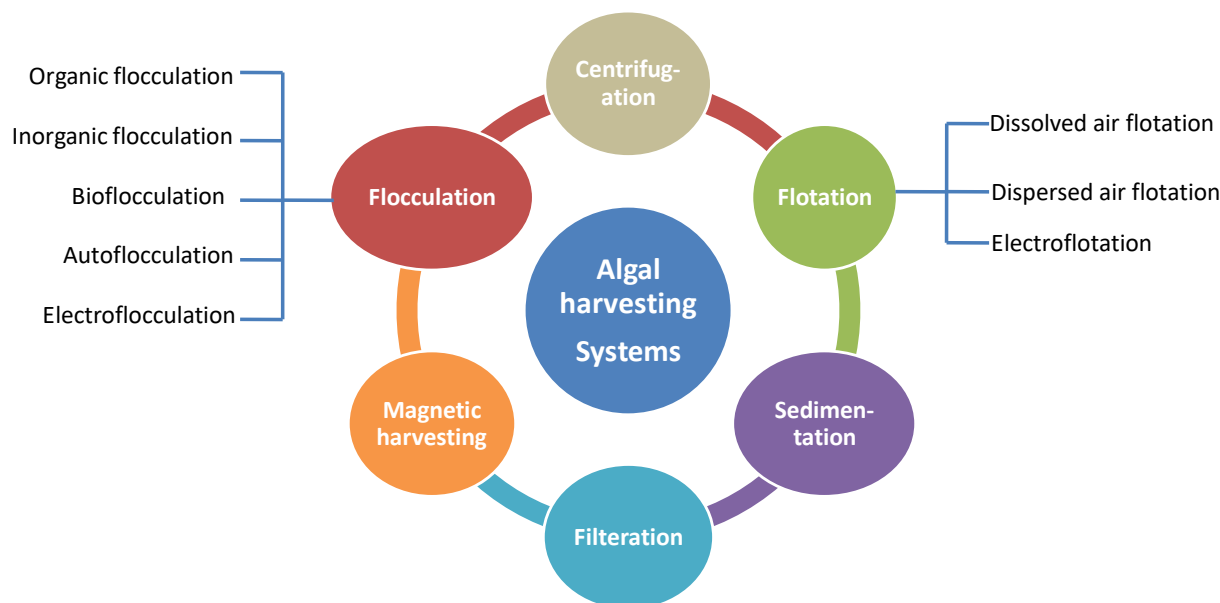 Organic flocculation
Inorganic flocculation
Bioflocculation
Autoflocculation
Electroflocculation
Flocculation
Centrifug-
ation
Flotation
Dissolved air flotation
Dispersed air flotation
Electroflotation
Algal
harvesting
Systems
Magnetic
harvesting
Sedimen-
tation
Filteration